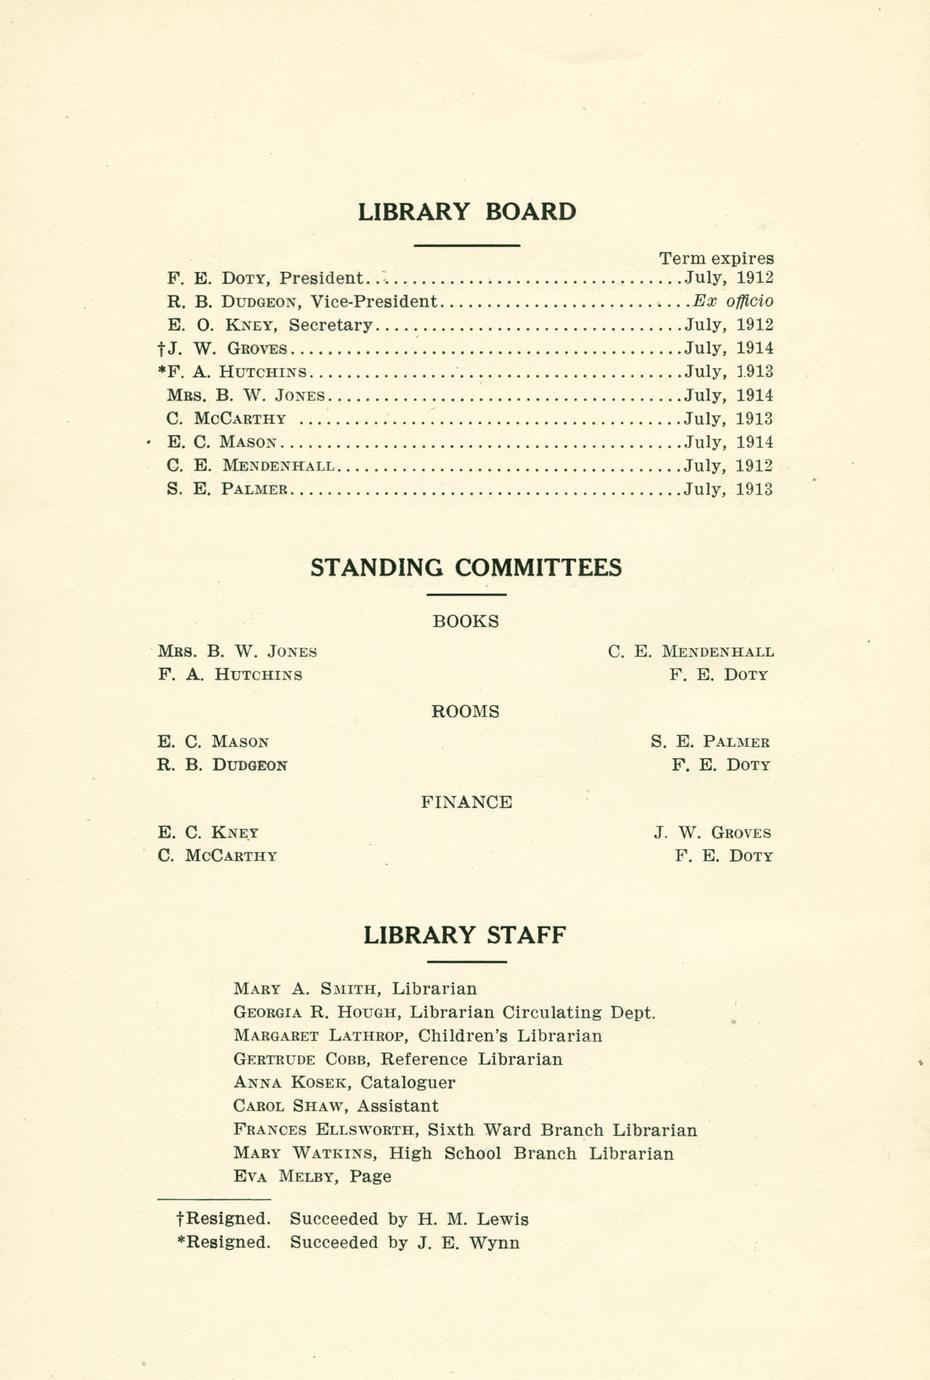 LIBRARY BOARD
Term expires
F. E. Doty, President..................................July, 1912
R. B. Dudgeon, Vice-President...........................Ex officio
E. O. Kney, Secretary.................................July, 1912
†J. W. Groves........................................July, 1914
*F. A. Hutchins......................................July, 1913
Mrs. B. W. Jones.....................................July, 1914
C. McCarthy .......................................July, 1913
E. C. Mason.........................................July, 1914
C. E. Mendenhall....................................July, 1912
S. E. Palmer........................................July, 1913
STANDING COMMITTEES
BOOKS
Mrs. B. W. Jones C. E. Mendenhall
F. A. Hutchins F. E. Doty
ROOMS
E. C. Mason S. E. Palmer
R. B. Dudgeon F. E. Doty
FINANCE
E. C. Kney J. W. Groves
C. McCarthy F. E. Doty
LIBRARY STAFF
Mary A. Smith, Librarian
Georgia R. Hough, Librarian Circulating Dept.
Margaret Lathrop, Children's Librarian
Gertrude Cobb, Reference Librarian
Anna Kosek, Cataloguer
Carol Shaw, Assistant
Frances Ellsworth, Sixth Ward Branch Librarian
Mary Watkins, High School Branch Librarian
Eva Melby, Page
†Resigned. Succeeded by H. M. Lewis
*Resigned. Succeeded by J. E. Wynn